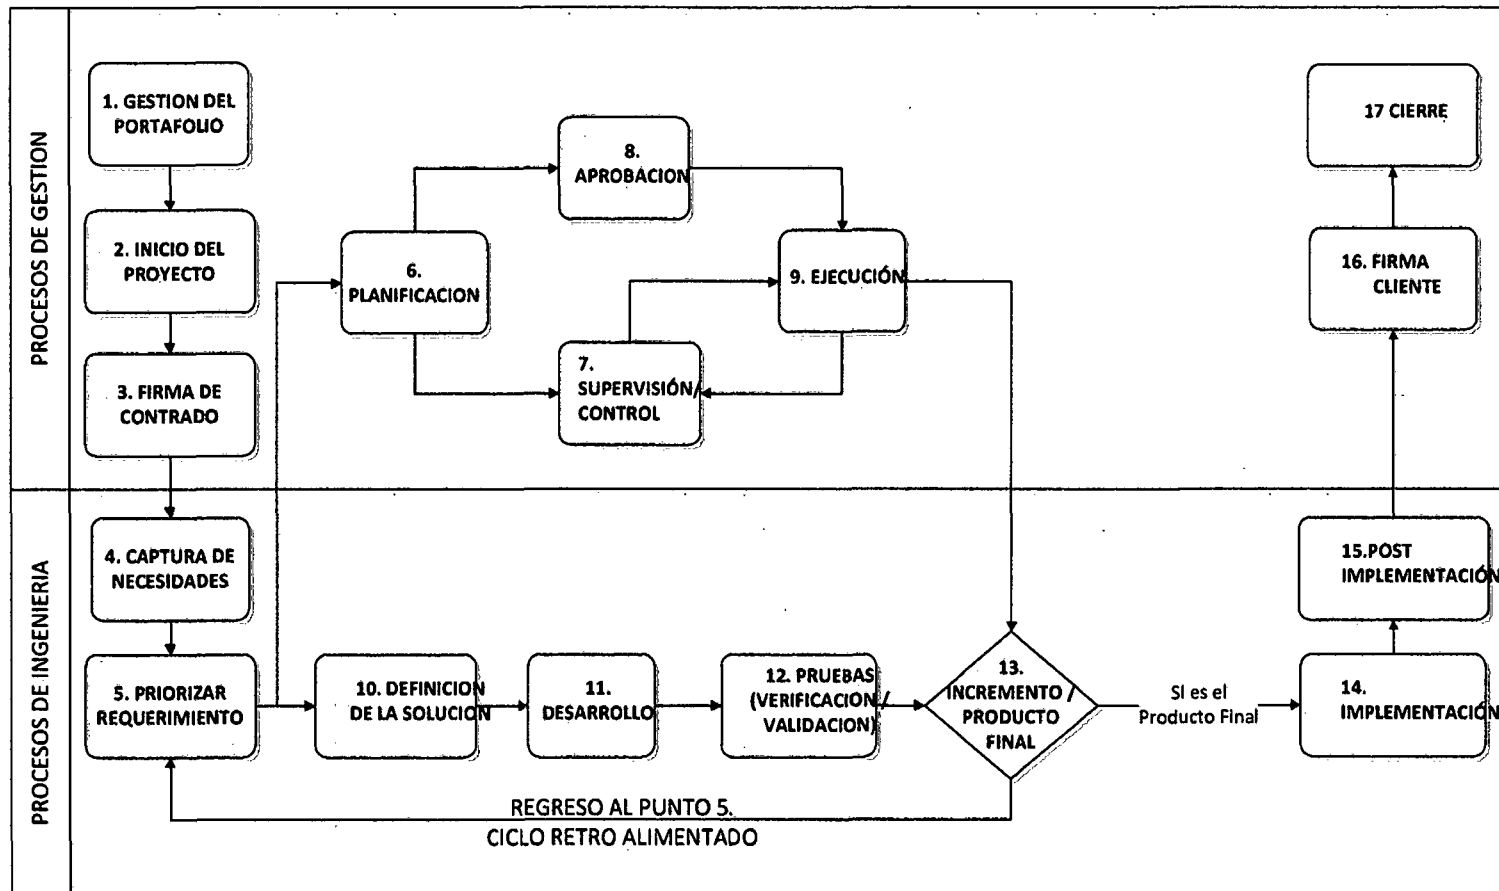 PROCESOS DE GESTION
1. GESTION DEL
PORTAFOLIO
2. INICIO DEL
PROYECTO
3. FIRMA DE
CONTRADO
6.
PLANIFICACION
8.
APROBACION
7.
SUPERVISIÓN/
CONTROL
9. EJECUCIÓN
17 CIERRE
16. FIRMA
CLIENTE
PROCESOS DE INGENIERIA
4. CAPTURA DE
NECESIDADES
5. PRIORIZAR
REQUERIMIENTO
10. DEFINICION
DE LA SOLUCION
11.
DESARROLLO
12. PRUEBAS
(VERIFICACION /
VALIDACION)
13.
INCREMENTO /
PRODUCTO
FINAL
SI es el
Producto Final
14.
IMPLEMENTACIÓN
15.POST
IMPLEMENTACIÓN
REGRESO AL PUNTO 5.
CICLO RETRO ALIMENTADO